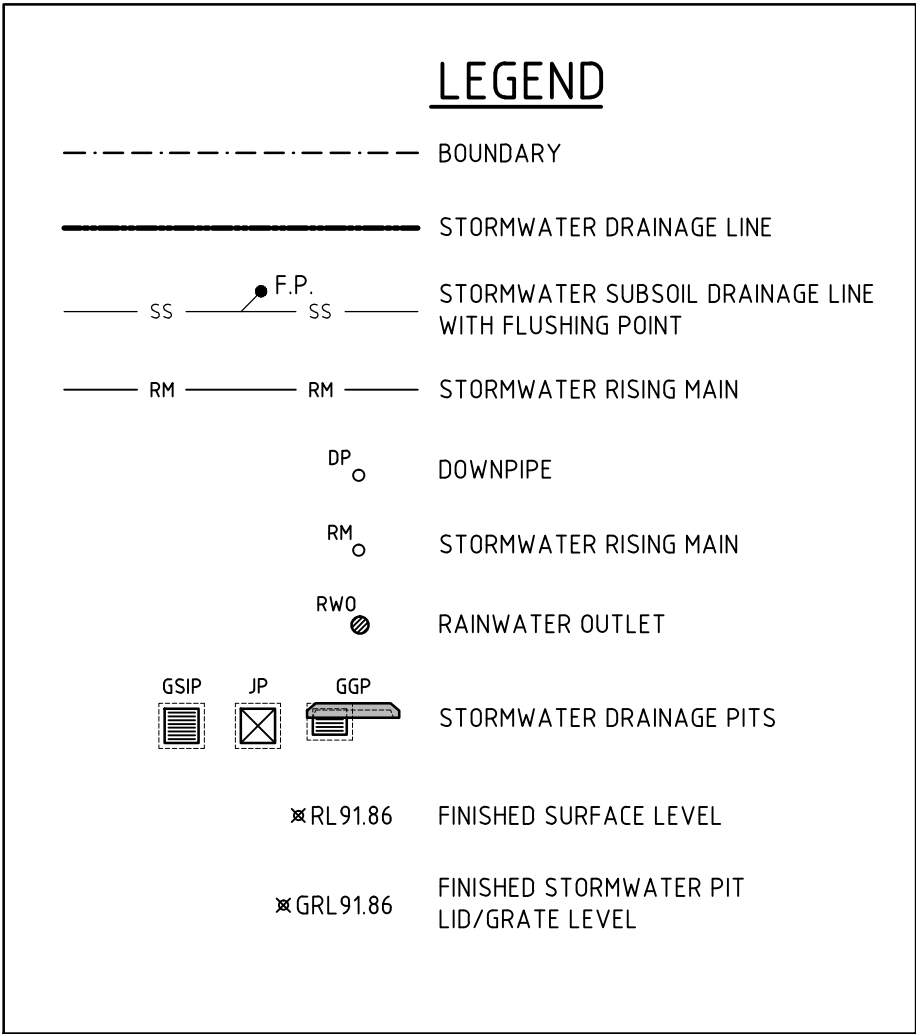 LEGEND
BOUNDARY
STORMWATER DRAINAGE LINE
F.P.
SS SS
STORMWATER SUBSOIL DRAINAGE LINE
WITH FLUSHING POINT
RM RM STORMWATER RISING MAIN
DP
DOWNPIPE
RM
STORMWATER RISING MAIN
RWO
RAINWATER OUTLET
GSIP JP GGP
STORMWATER DRAINAGE PITS
RL91.86 FINISHED SURFACE LEVEL
GRL91.86
FINISHED STORMWATER PIT
LID/GRATE LEVEL